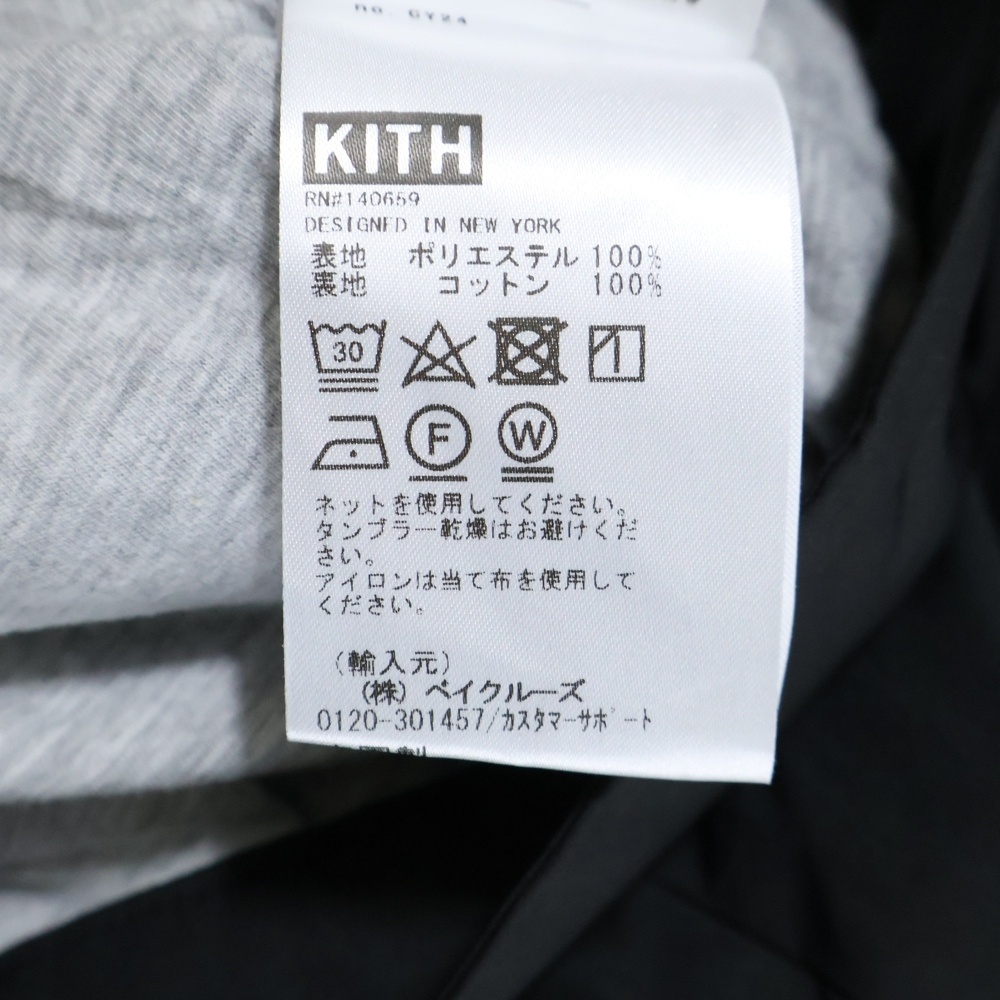 KITH
RN#140659
DESIGNED IN NEW YORK
表地 ポリエステル 100%
裏地 コットン 100%
30
F W
ネットを使用してください。
タンブラー乾燥はお避けくだ
さい。
アイロンは当て布を使用して
ください。
(輸入元)
(株) ベイクルーズ
0120-301457/カスタマーサポート